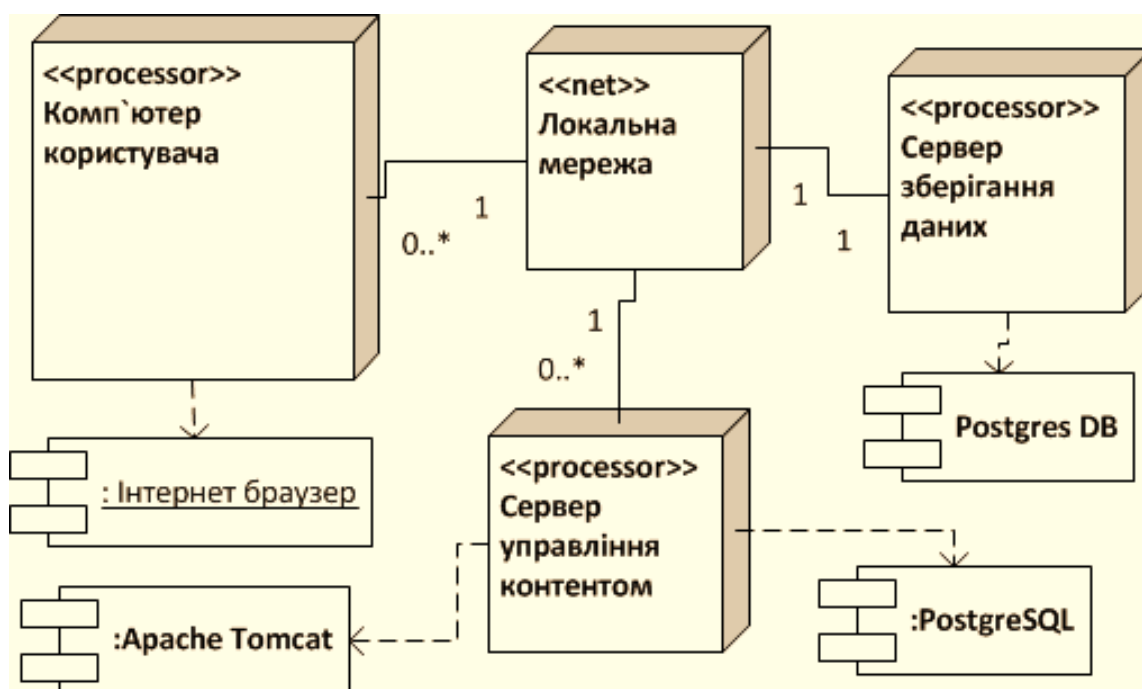 <<processor>>
Комп`ютер
користувача
<<net>>
Локальна
мережа
<<processor>>
Сервер
зберігання
даних
1
0..*
1
1
1
0..*
<<processor>>
Сервер
управління
контентом
Postgres DB
: Інтернет браузер
:Apache Tomcat
:PostgreSQL